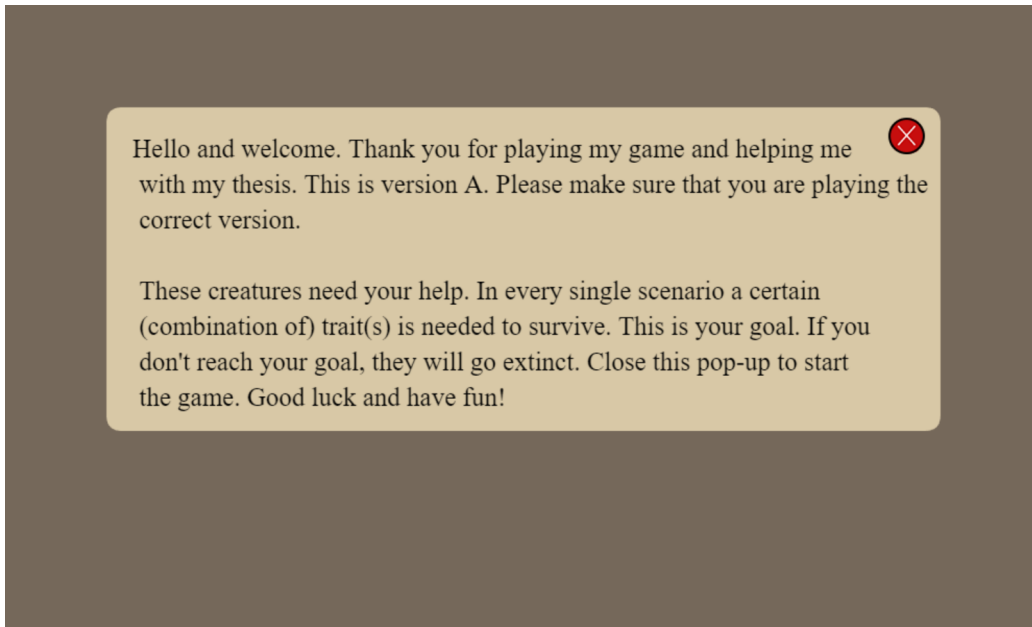 Hello and welcome. Thank you for playing my game and helping me
with my thesis. This is version A. Please make sure that you are playing the
correct version.
These creatures need your help. In every single scenario a certain
(combination of) trait(s) is needed to survive. This is your goal. If you
don't reach your goal, they will go extinct. Close this pop-up to start
the game. Good luck and have fun!